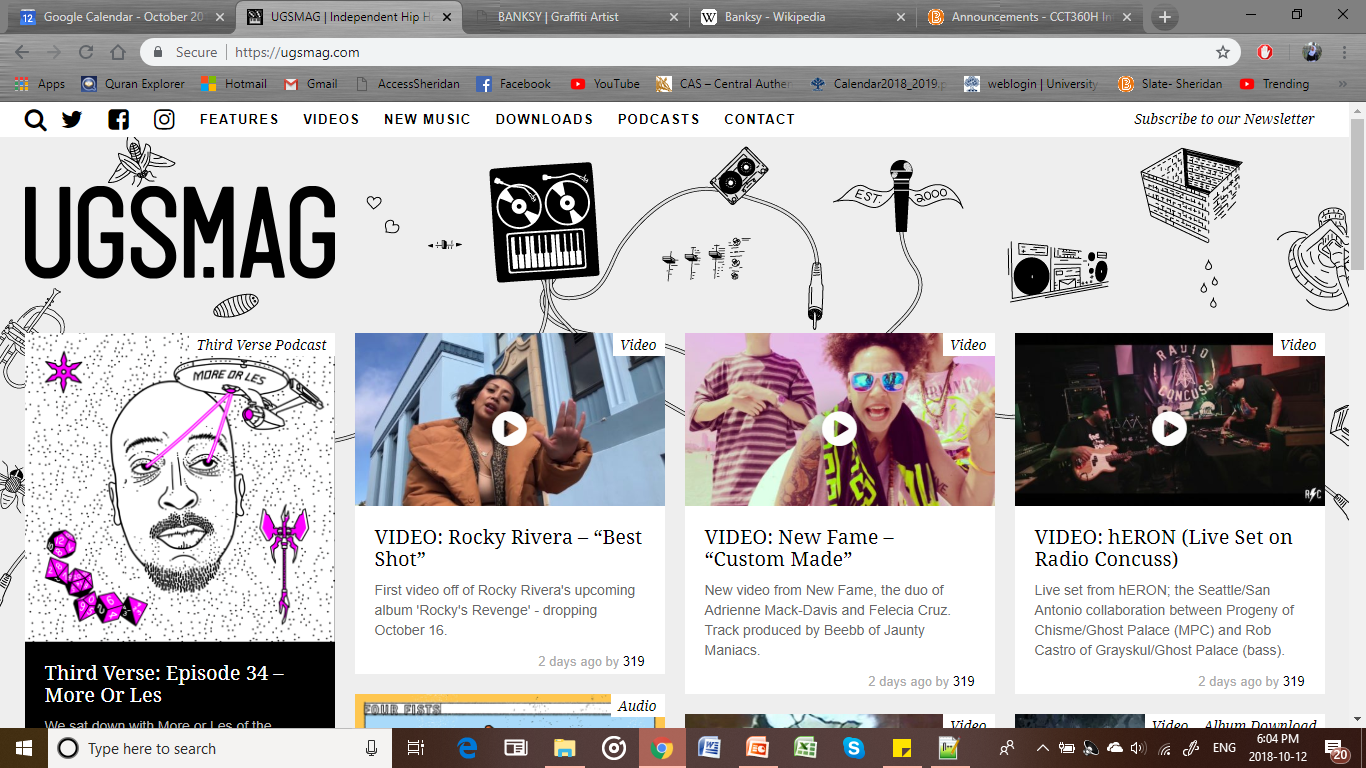 Google Calendar - October 20
UGSMAG | Independent Hip H
BANKSY | Graffiti Artist
Banksy - Wikipedia
Announcements - CCT360H In
Secure
https://ugsmag.com
Apps
Quran Explorer
Hotmail
Gmail
AccessSheridan
Facebook
YouTube
CAS – Central Authen
Calendar2018_2019.p
weblogin | University
Slate- Sheridan
Trending
FEATURES VIDEOS NEW MUSIC DOWNLOADS PODCASTS CONTACT
Subscribe to our Newsletter
UGSMAG
EST. 2000
Third Verse Podcast
MORE OR LES
Third Verse: Episode 34 –
More Or Les
We sat down with More or Les of the
Video
VIDEO: Rocky Rivera – “Best
Shot”
First video off of Rocky Rivera's upcoming
album 'Rocky's Revenge' - dropping
October 16.
2 days ago by 319
Audio
FOUR FISTS
Video
VIDEO: New Fame –
“Custom Made”
New video from New Fame, the duo of
Adrienne Mack-Davis and Felecia Cruz.
Track produced by Beebb of Jaunty
Maniacs.
2 days ago by 319
Video
Video
RADIO
CONCUSS
VIDEO: hERON (Live Set on
Radio Concuss)
Live set from hERON; the Seattle/San
Antonio collaboration between Progeny of
Chisme/Ghost Palace (MPC) and Rob
Castro of Grayskul/Ghost Palace (bass).
2 days ago by 319
Video
Album Download
Type here to search
ENG
6:04 PM
2018-10-12
20